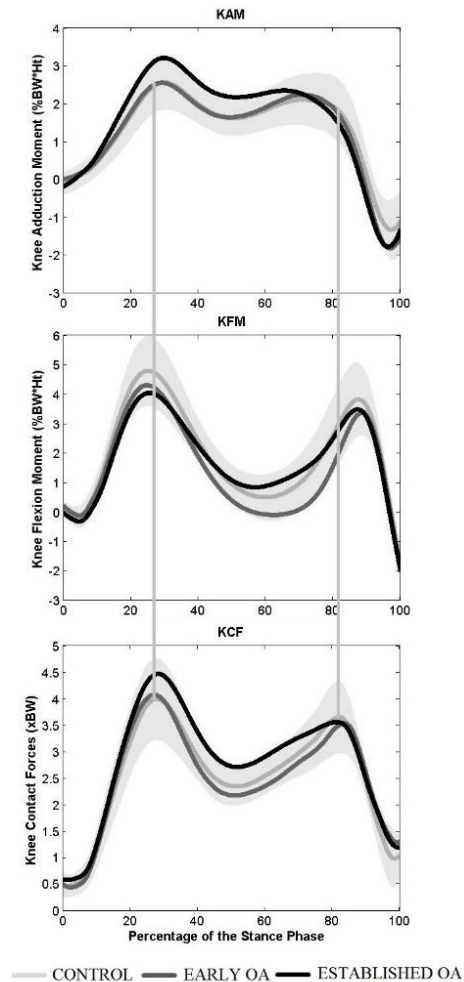 KAM
Knee Adduction Moment (%BW*Ht)
4
3
2
1
0
-1
-2
-3
0 20 40 60 80 100
KFM
Knee Flexion Moment (%BW*Ht)
6
5
4
3
2
1
0
-1
-2
-3
0 20 40 60 80 100
KCF
Knee Contact Forces (xBW)
5
4.5
4
3.5
3
2.5
2
1.5
1
0.5
0
0 20 40 60 80 100
Percentage of the Stance Phase
CONTROL EARLY OA ESTABLISHED OA